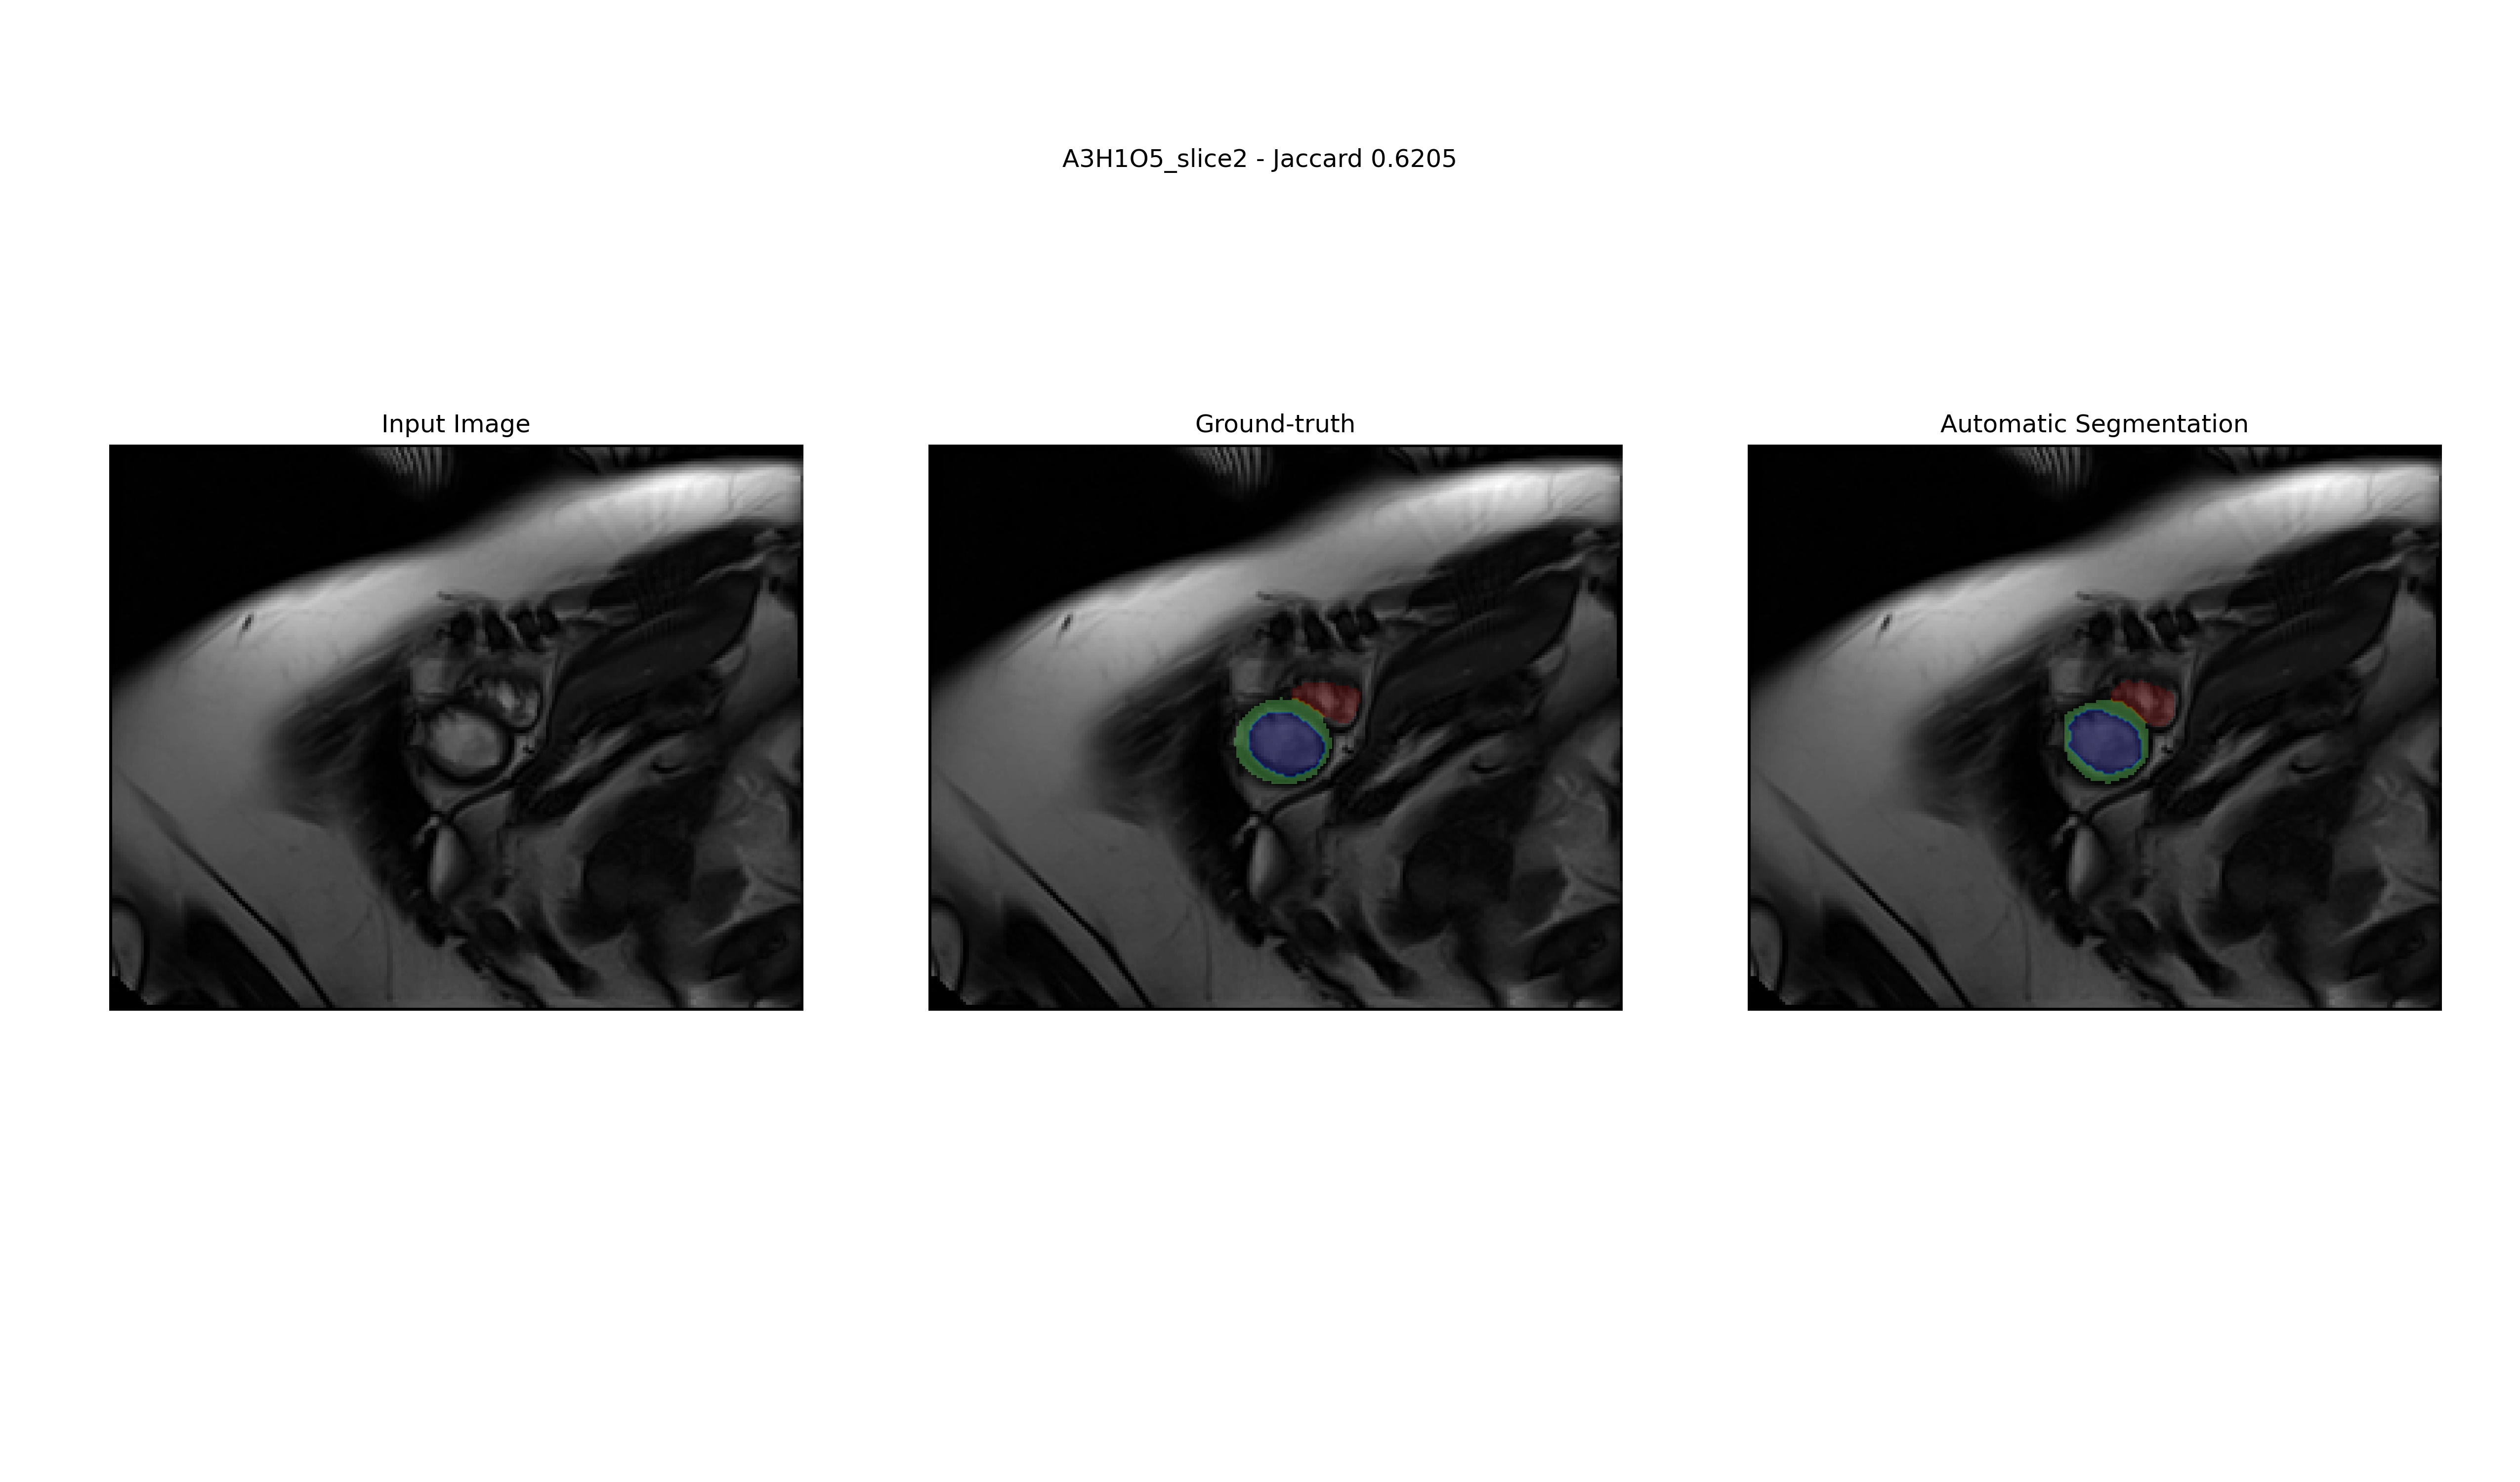 A3H1O5_slice2 - Jaccard 0.6205
Input Image
Ground-truth
Automatic Segmentation